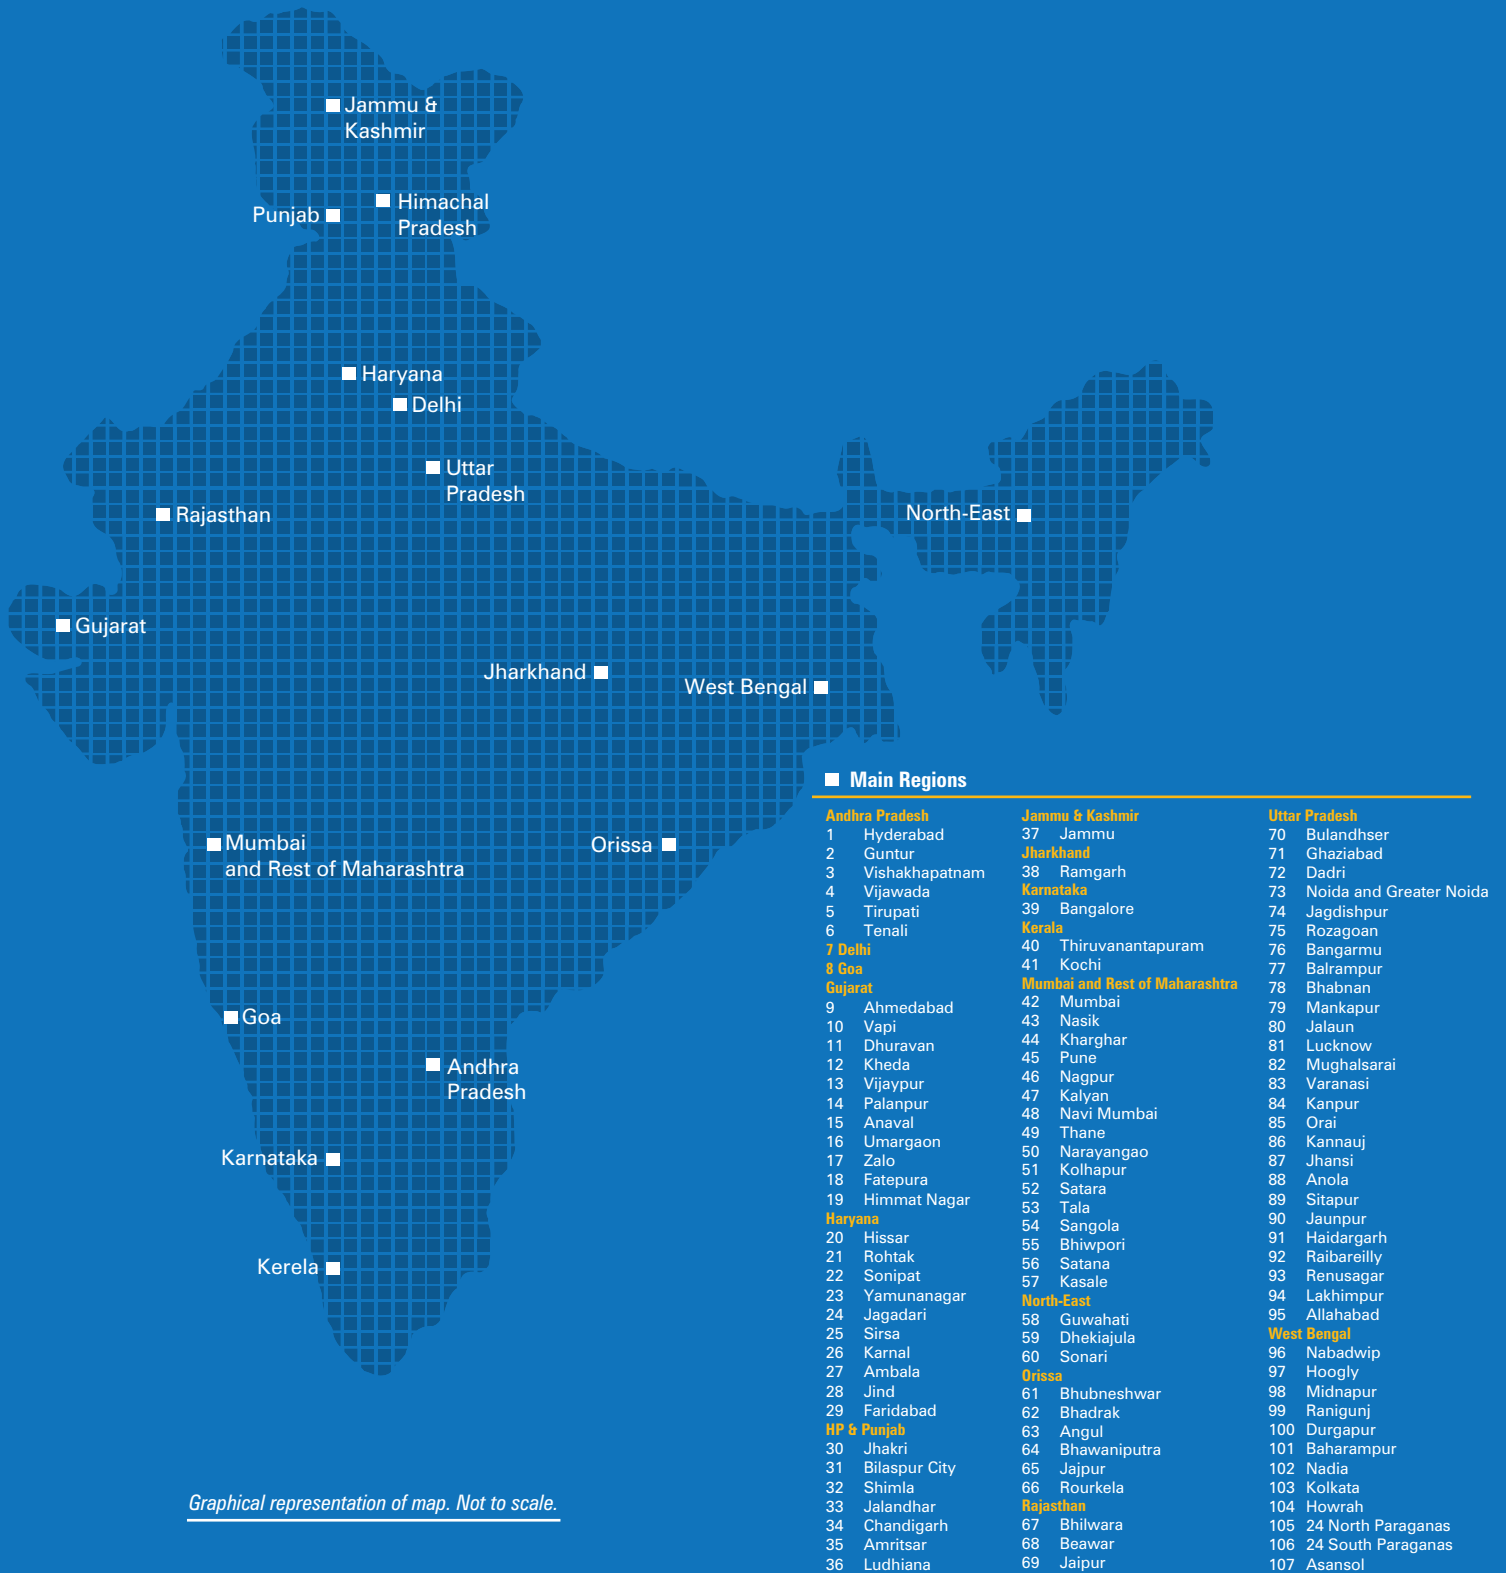 Jammu &
Kashmir
Himachal
Pradesh
Punjab
Haryana
Delhi
Uttar
Pradesh
Rajasthan
North-East
Gujarat
Jharkhand
West Bengal
Mumbai
and Rest of Maharashtra
Orissa
Goa
Andhra
Pradesh
Karnataka
Kerela
Graphical representation of map. Not to scale.
Main Regions
Andhra Pradesh
1 Hyderabad
2 Guntur
3 Vishakhapatnam
4 Vijawada
5 Tirupati
6 Tenali
7 Delhi
8 Goa
Gujarat
9 Ahmedabad
10 Vapi
11 Dhuravan
12 Kheda
13 Vijaypur
14 Palanpur
15 Anaval
16 Umargaon
17 Zalo
18 Fatepura
19 Himmat Nagar
Haryana
20 Hissar
21 Rohtak
22 Sonipat
23 Yamunanagar
24 Jagadari
25 Sirsa
26 Karnal
27 Ambala
28 Jind
29 Faridabad
HP & Punjab
30 Jhakri
31 Bilaspur City
32 Shimla
33 Jalandhar
34 Chandigarh
35 Amritsar
36 Ludhiana
Jammu & Kashmir
37 Jammu
Jharkhand
38 Ramgarh
Karnataka
39 Bangalore
Kerala
40 Thiruvanantapuram
41 Kochi
Mumbai and Rest of Maharashtra
42 Mumbai
43 Nasik
44 Kharghar
45 Pune
46 Nagpur
47 Kalyan
48 Navi Mumbai
49 Thane
50 Narayangao
51 Kolhapur
52 Satara
53 Tala
54 Sangola
55 Bhiwpori
56 Satana
57 Kasale
North-East
58 Guwahati
59 Dhekiajula
60 Sonari
Orissa
61 Bhubneshwar
62 Bhadrak
63 Angul
64 Bhawaniputra
65 Jajpur
66 Rourkela
Rajasthan
67 Bhilwara
68 Beawar
69 Jaipur
Uttar Pradesh
70 Bulandhser
71 Ghaziabad
72 Dadri
73 Noida and Greater Noida
74 Jagdishpur
75 Rozagoan
76 Bangarmu
77 Balrampur
78 Bhabnan
79 Mankapur
80 Jalaun
81 Lucknow
82 Mughalsarai
83 Varanasi
84 Kanpur
85 Orai
86 Kannauj
87 Jhansi
88 Anola
89 Sitapur
90 Jaunpur
91 Haidargarh
92 Raibareilly
93 Renusagar
94 Lakhimpur
95 Allahabad
West Bengal
96 Nabadwip
97 Hoogly
98 Midnapur
99 Ranigunj
100 Durgapur
101 Baharampur
102 Nadia
103 Kolkata
104 Howrah
105 24 North Paraganas
106 24 South Paraganas
107 Asansol